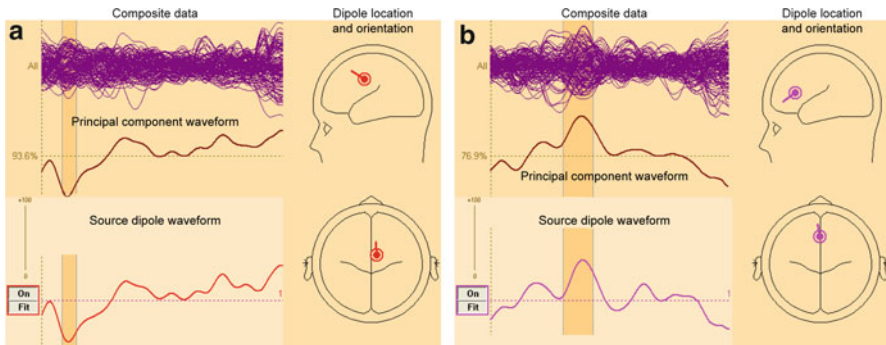 a
Composite data
Dipole location
and orientation
All
Principal component waveform
93.6%
+100
Source dipole waveform
0
On
Fit
1
b
Composite data
Dipole location
and orientation
All
76.9%
Principal component waveform
+100
Source dipole waveform
0
On
Fit
1